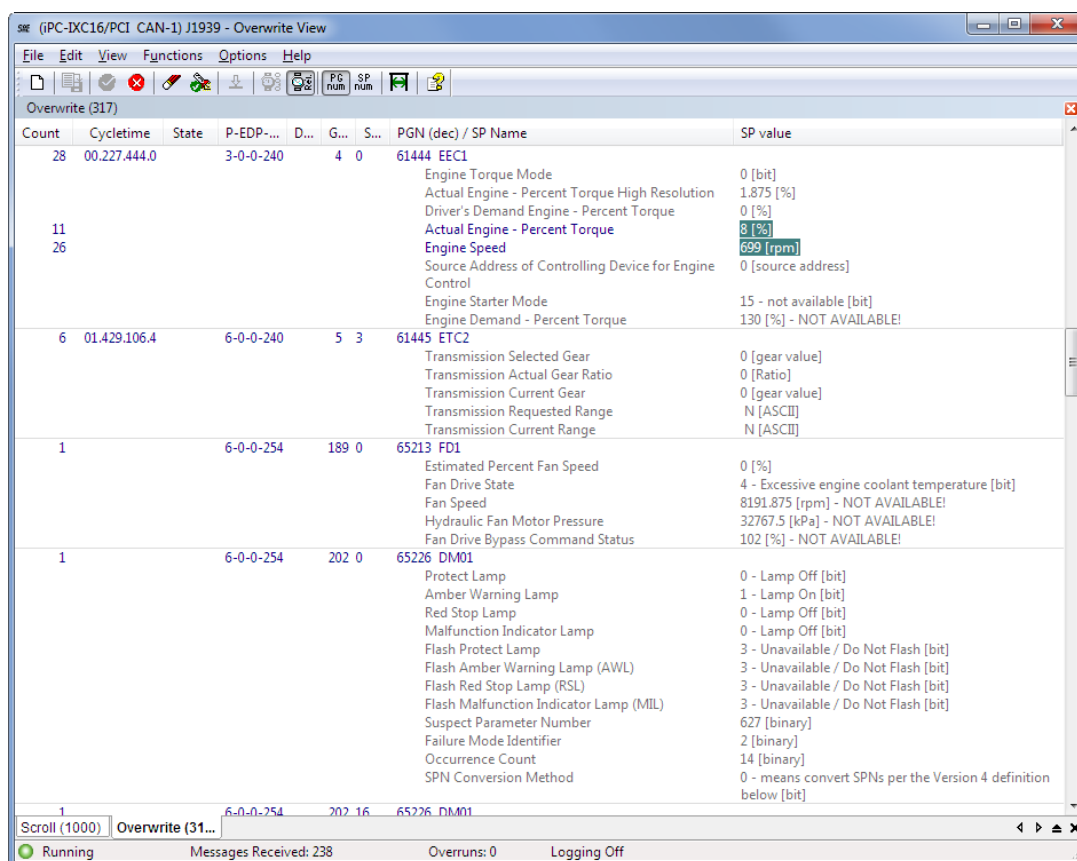 SAE (iPC-IXC16/PCI CAN-1) J1939 - Overwrite View
File Edit View Functions Options Help
PG num SP num
Overwrite (317)
Count Cycletime State P-EDP-... D... G... S... PGN (dec) / SP Name SP value
28 00.227.444.0 3-0-0-240 4 0 61444 EEC1
Engine Torque Mode 0 [bit]
Actual Engine - Percent Torque High Resolution 1.875 [%]
Driver's Demand Engine - Percent Torque 0 [%]
11 Actual Engine - Percent Torque 8 [%]
26 Engine Speed 699 [rpm]
Source Address of Controlling Device for Engine 0 [source address]
Control
Engine Starter Mode 15 - not available [bit]
Engine Demand - Percent Torque 130 [%] - NOT AVAILABLE!
6 01.429.106.4 6-0-0-240 5 3 61445 ETC2
Transmission Selected Gear 0 [gear value]
Transmission Actual Gear Ratio 0 [Ratio]
Transmission Current Gear 0 [gear value]
Transmission Requested Range N [ASCII]
Transmission Current Range N [ASCII]
1 6-0-0-254 189 0 65213 FD1
Estimated Percent Fan Speed 0 [%]
Fan Drive State 4 - Excessive engine coolant temperature [bit]
Fan Speed 8191.875 [rpm] - NOT AVAILABLE!
Hydraulic Fan Motor Pressure 32767.5 [kPa] - NOT AVAILABLE!
Fan Drive Bypass Command Status 102 [%] - NOT AVAILABLE!
1 6-0-0-254 202 0 65226 DM01
Protect Lamp 0 - Lamp Off [bit]
Amber Warning Lamp 1 - Lamp On [bit]
Red Stop Lamp 0 - Lamp Off [bit]
Malfunction Indicator Lamp 0 - Lamp Off [bit]
Flash Protect Lamp 3 - Unavailable / Do Not Flash [bit]
Flash Amber Warning Lamp (AWL) 3 - Unavailable / Do Not Flash [bit]
Flash Red Stop Lamp (RSL) 3 - Unavailable / Do Not Flash [bit]
Flash Malfunction Indicator Lamp (MIL) 3 - Unavailable / Do Not Flash [bit]
Suspect Parameter Number 627 [binary]
Failure Mode Identifier 2 [binary]
Occurrence Count 14 [binary]
SPN Conversion Method 0 - means convert SPNs per the Version 4 definition
below [bit]
1 6-0-0-254 202 16 65226 DM01
Scroll (1000) Overwrite (31...
Running Messages Received: 238 Overruns: 0 Logging Off